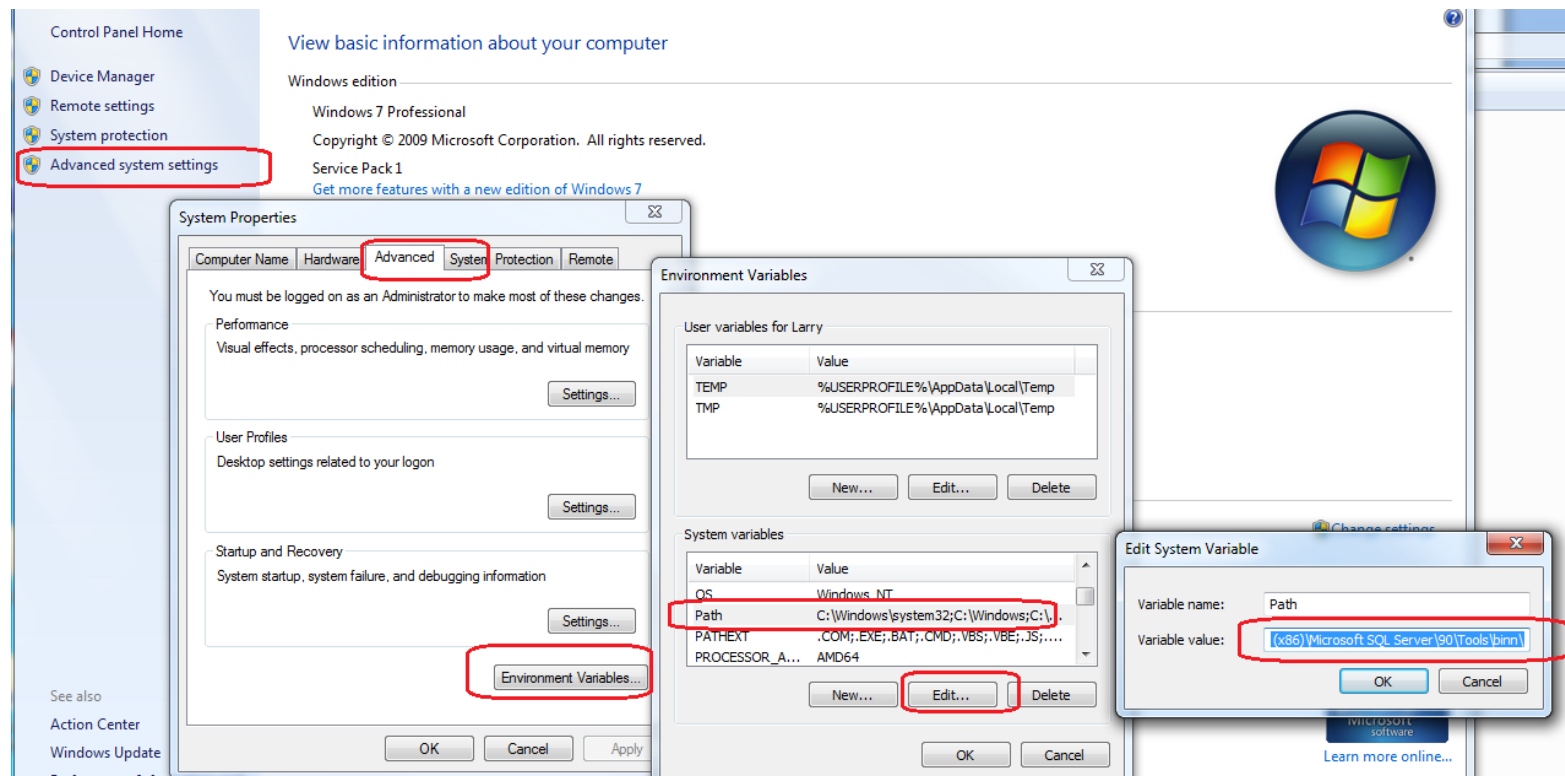 Control Panel Home
Device Manager
Remote settings
System protection
Advanced system settings
See also
Action Center
Windows Update
View basic information about your computer
Windows edition
Windows 7 Professional
Copyright © 2009 Microsoft Corporation. All rights reserved.
Service Pack 1
Get more features with a new edition of Windows 7
System Properties
Computer Name Hardware Advanced System Protection Remote
You must be logged on as an Administrator to make most of these changes.
Performance
Visual effects, processor scheduling, memory usage, and virtual memory
Settings...
User Profiles
Desktop settings related to your logon
Settings...
Startup and Recovery
System startup, system failure, and debugging information
Settings...
Environment Variables...
OK Cancel Apply
Environment Variables
User variables for Larry
Variable Value
TEMP %USERPROFILE%\AppData\Local\Temp
TMP %USERPROFILE%\AppData\Local\Temp
New... Edit... Delete
System variables
Variable Value
OS Windows_NT
Path C:\Windows\system32;C:\Windows;C:\...
PATHEXT .COM;.EXE;.BAT;.CMD;.VBS;.VBE;.JS;....
PROCESSOR_A... AMD64
New... Edit... Delete
OK Cancel
Change settings
Edit System Variable
Variable name: Path
Variable value: (x86)\Microsoft SQL Server\90\Tools\binn\
OK Cancel
Microsoft
software
Learn more online...